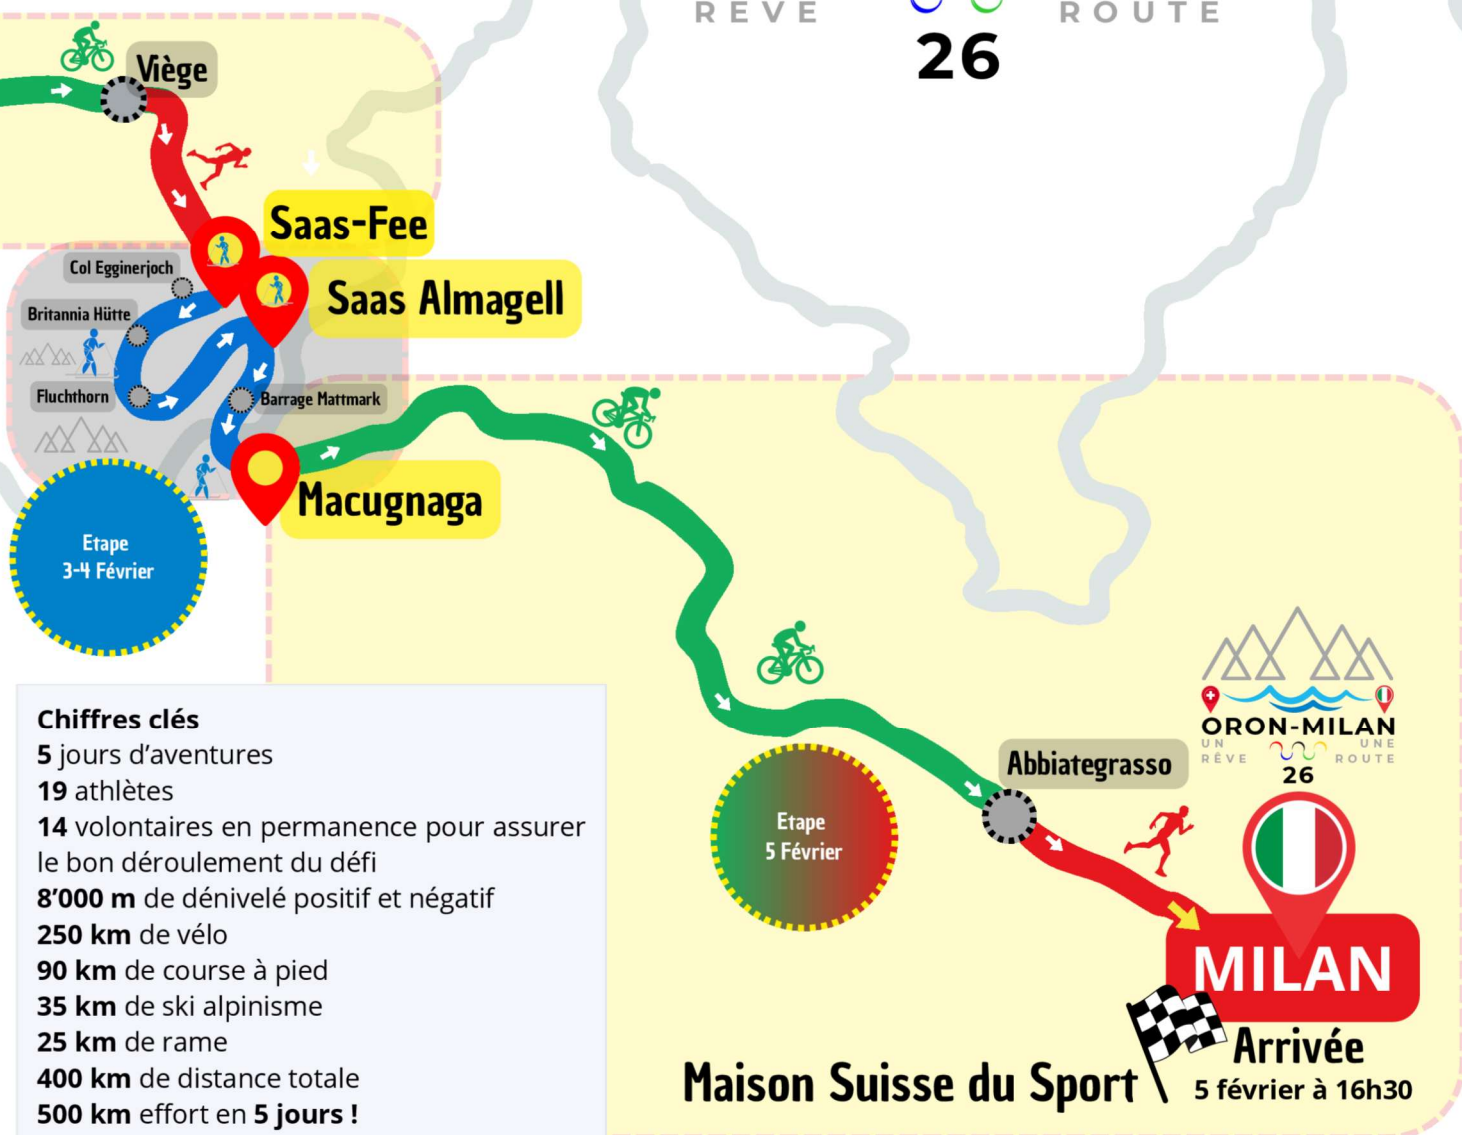 RÊVE
ROUTE
26
Viège
Saas-Fee
Col Egginerjoch
Saas Almagell
Britannia Hütte
Fluchthorn
Barrage Mattmark
Macugnaga
Etape
3-4 Février
Chiffres clés
5 jours d’aventures
19 athlètes
14 volontaires en permanence pour assurer
le bon déroulement du défi
8’000 m de dénivelé positif et négatif
250 km de vélo
90 km de course à pied
35 km de ski alpinisme
25 km de rame
400 km de distance totale
500 km effort en 5 jours !
ORON-MILAN
UN UNE
RÊVE ROUTE
26
Abbiategrasso
Etape
5 Février
MILAN
Arrivée
Maison Suisse du Sport
5 février à 16h30